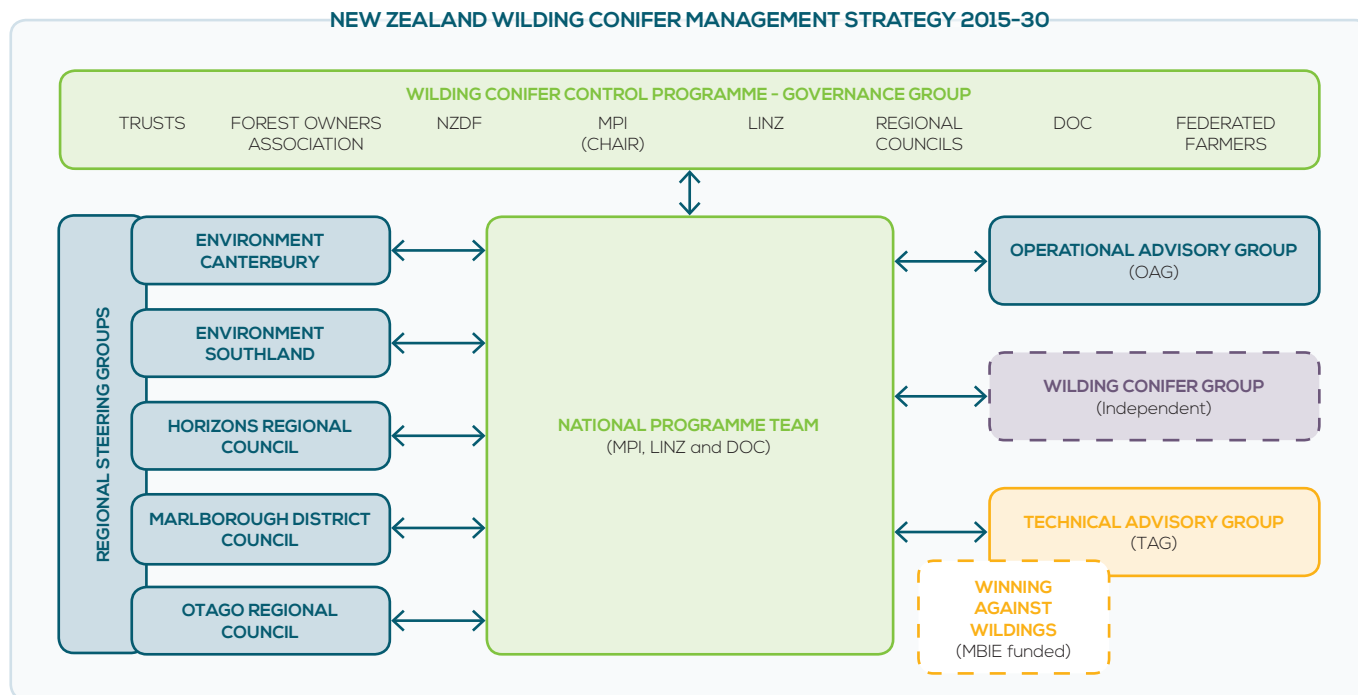 NEW ZEALAND WILDING CONIFER MANAGEMENT STRATEGY 2015-30
WILDING CONIFER CONTROL PROGRAMME - GOVERNANCE GROUP
TRUSTS
FOREST OWNERS
ASSOCIATION
NZDF
MPI
(CHAIR)
LINZ
REGIONAL
COUNCILS
DOC
FEDERATED
FARMERS
REGIONAL STEERING GROUPS
ENVIRONMENT
CANTERBURY
ENVIRONMENT
SOUTHLAND
HORIZONS REGIONAL
COUNCIL
MARLBOROUGH DISTRICT
COUNCIL
OTAGO REGIONAL
COUNCIL
NATIONAL PROGRAMME TEAM
(MPI, LINZ and DOC)
OPERATIONAL ADVISORY GROUP
(OAG)
WILDING CONIFER GROUP
(Independent)
TECHNICAL ADVISORY GROUP
(TAG)
WINNING
AGAINST
WILDINGS
(MBIE funded)